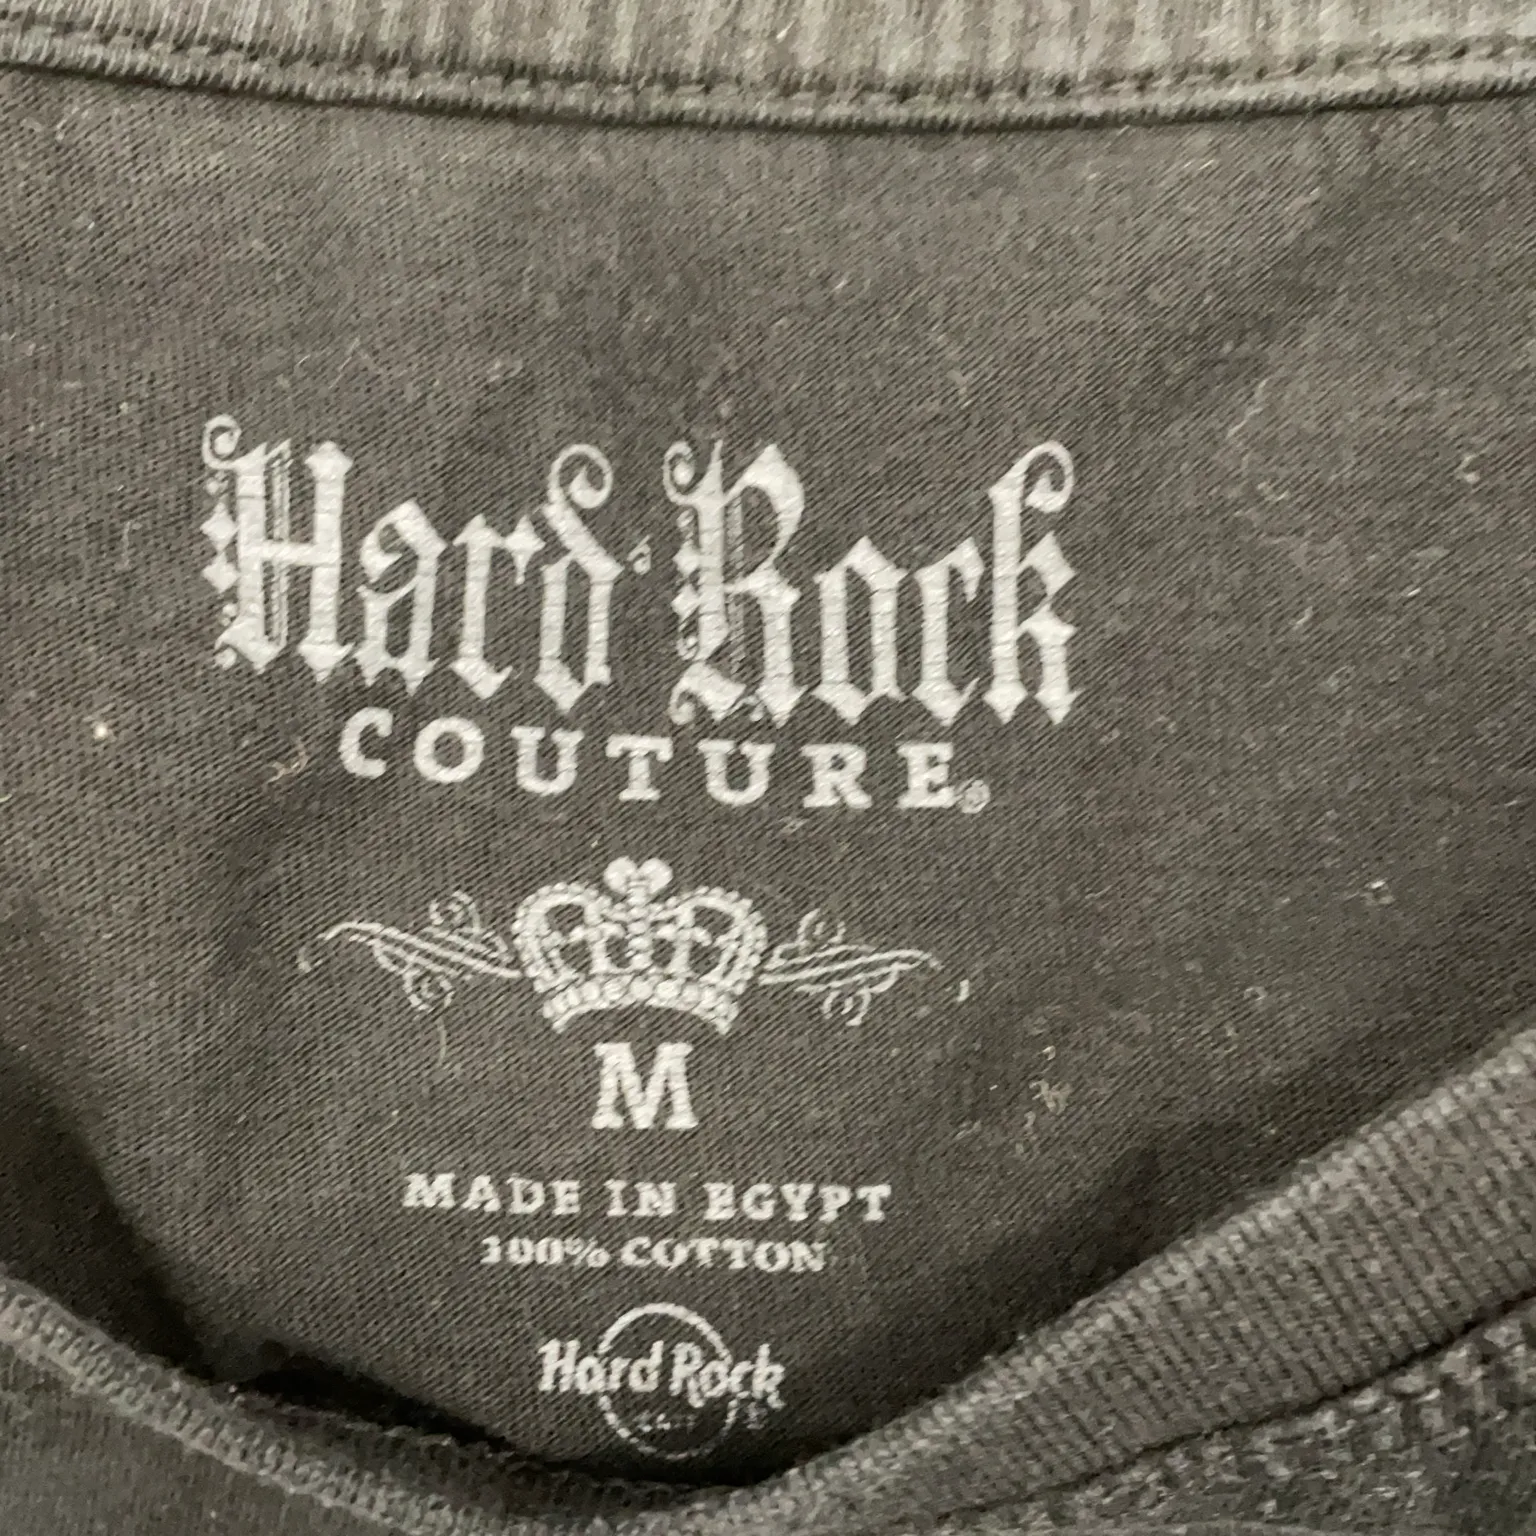 Hard Rock
COUTURE®
M
MADE IN EGYPT
100% COTTON
Hard Rock